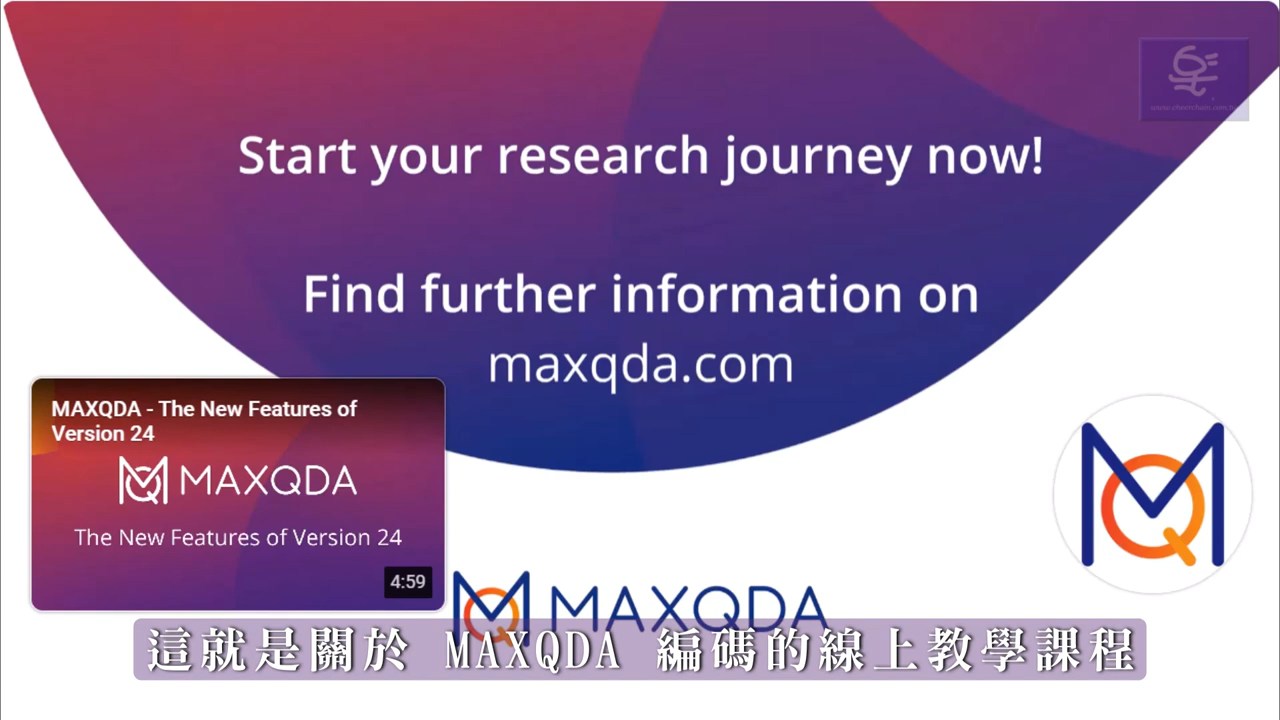 Start your research journey now!
Find further information on
maxqda.com
MAXQDA - The New Features of
Version 24
MAXQDA
The New Features of Version 24
4:59
MAXQDA
這就是關於 MAXQDA 編碼的線上教學課程